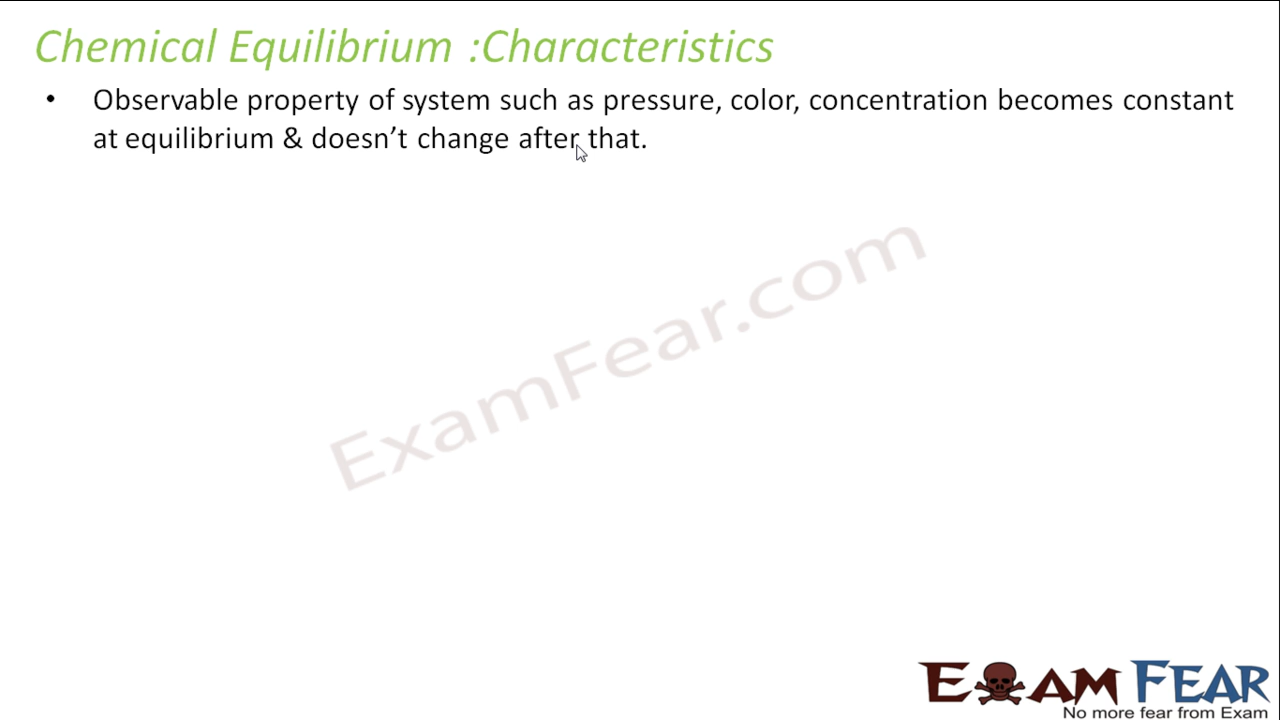 Chemical Equilibrium :Characteristics
• Observable property of system such as pressure, color, concentration becomes constant
at equilibrium & doesn’t change after that.
ExamFear.com
EXAM FEAR
No more fear from Exam